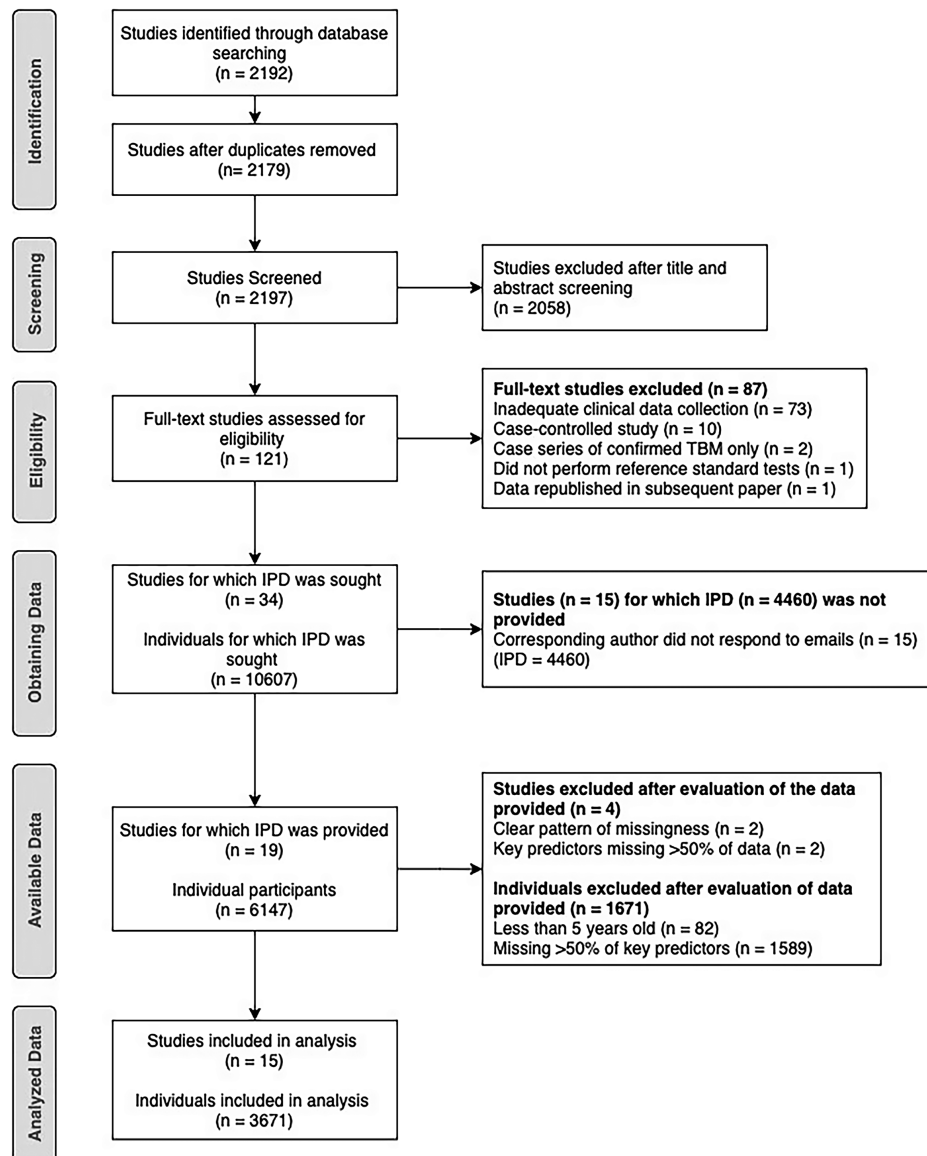 Identification
Studies identified through database
searching
(n = 2192)
Studies after duplicates removed
(n= 2179)
Screening
Studies Screened
(n = 2197)
Studies excluded after title and
abstract screening
(n = 2058)
Eligibility
Full-text studies assessed for
eligibility
(n = 121)
Full-text studies excluded (n = 87)
Inadequate clinical data collection (n = 73)
Case-controlled study (n = 10)
Case series of confirmed TBM only (n = 2)
Did not perform reference standard tests (n = 1)
Data republished in subsequent paper (n = 1)
Obtaining Data
Studies for which IPD was sought
(n = 34)
Individuals for which IPD was
sought
(n = 10607)
Studies (n = 15) for which IPD (n = 4460) was not
provided
Corresponding author did not respond to emails (n = 15)
(IPD = 4460)
Available Data
Studies for which IPD was provided
(n = 19)
Individual participants
(n = 6147)
Studies excluded after evaluation of the data
provided (n = 4)
Clear pattern of missingness (n = 2)
Key predictors missing >50% of data (n = 2)
Individuals excluded after evaluation of data
provided (n = 1671)
Less than 5 years old (n = 82)
Missing >50% of key predictors (n = 1589)
Analyzed Data
Studies included in analysis
(n = 15)
Individuals included in analysis
(n = 3671)